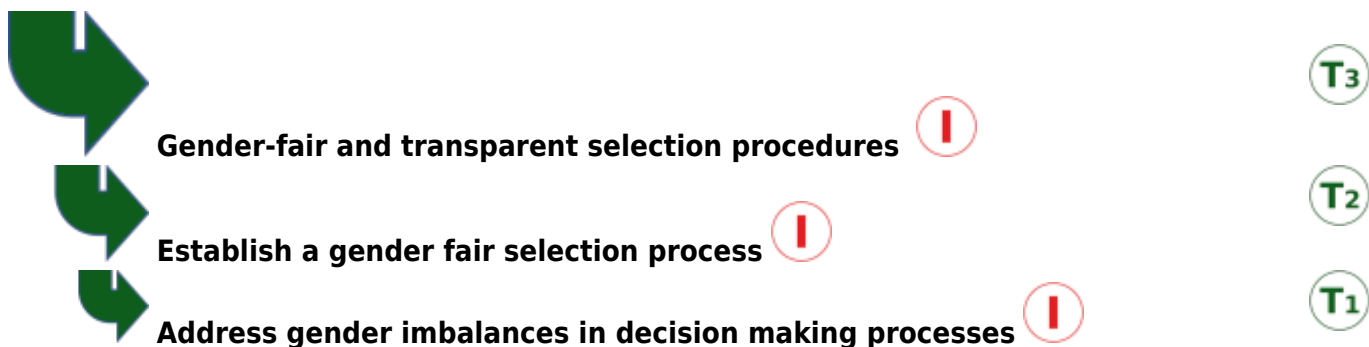 T3
Gender-fair and transparent selection procedures I
T2
Establish a gender fair selection process I
T1
Address gender imbalances in decision making processes I